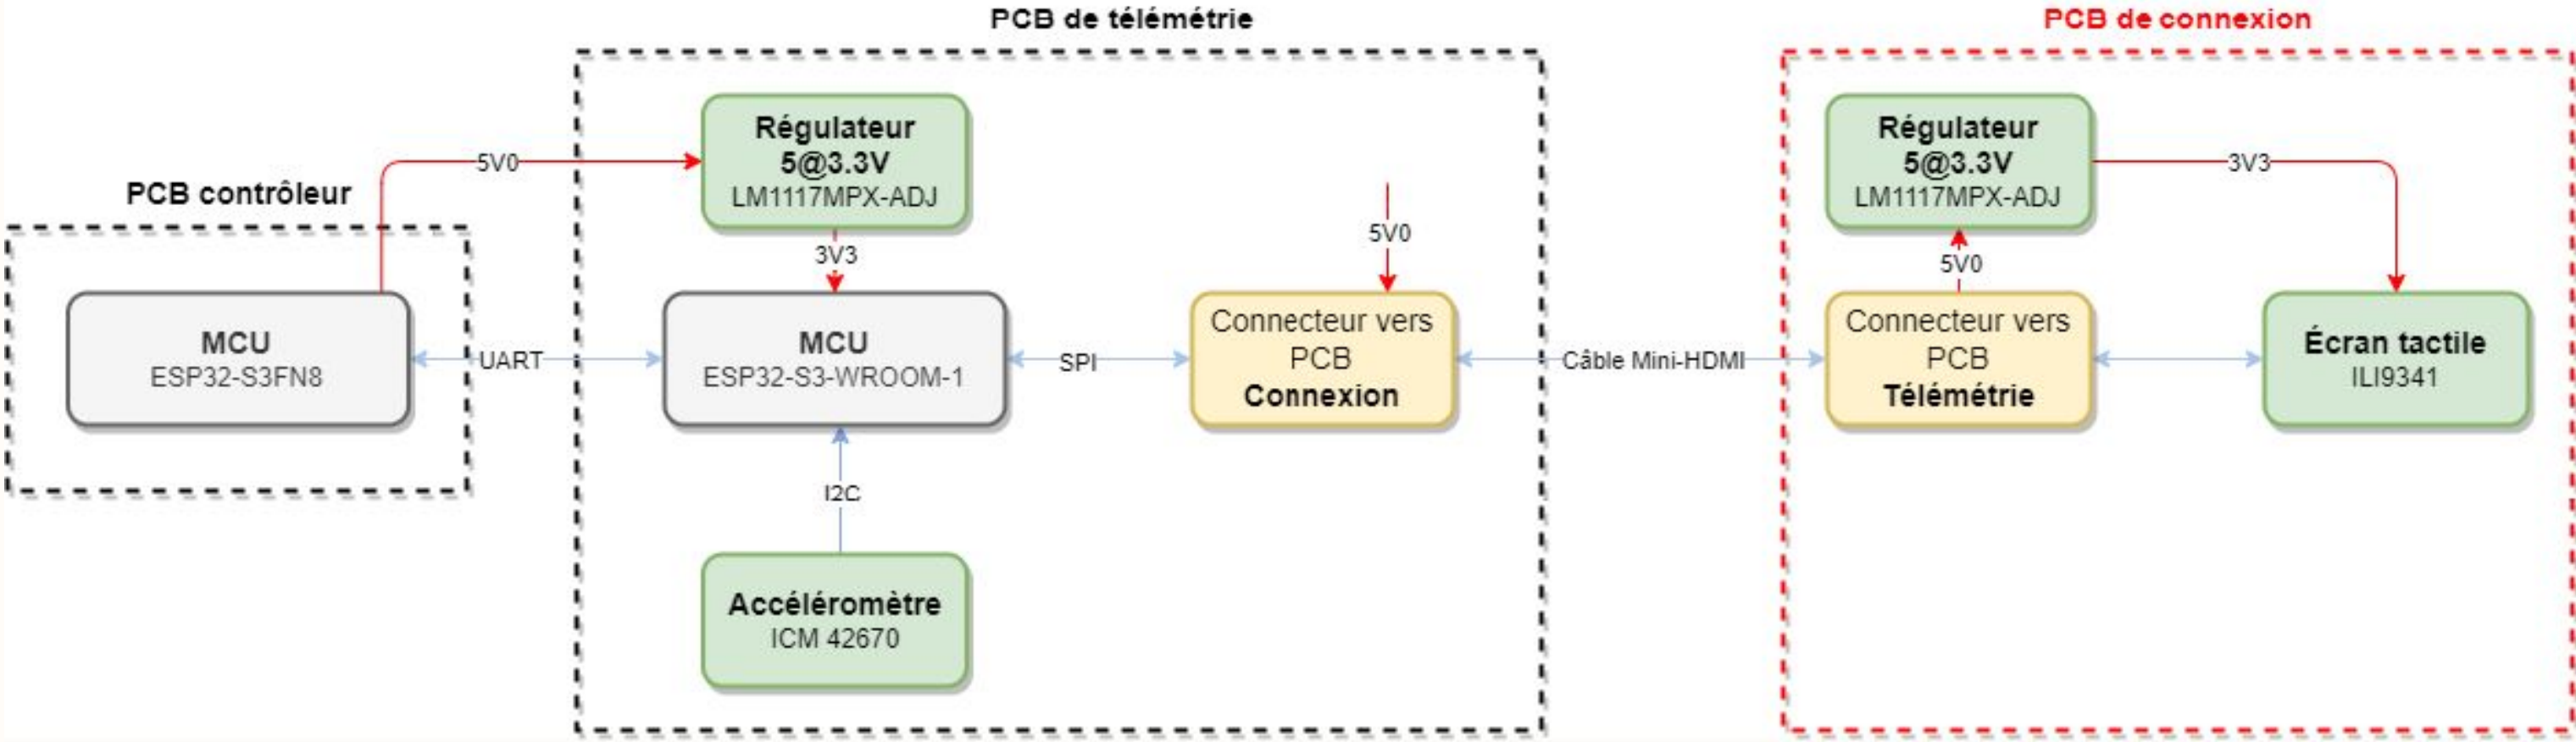 PCB de télémétrie
PCB de connexion
PCB contrôleur
5V0
Régulateur
5@3.3V
LM1117MPX-ADJ
3V3
MCU
ESP32-S3FN8
UART
MCU
ESP32-S3-WROOM-1
I2C
Accéléromètre
ICM 42670
SPI
5V0
Connecteur vers
PCB
Connexion
Câble Mini-HDMI
Régulateur
5@3.3V
LM1117MPX-ADJ
3V3
5V0
Connecteur vers
PCB
Télémétrie
Écran tactile
ILI9341